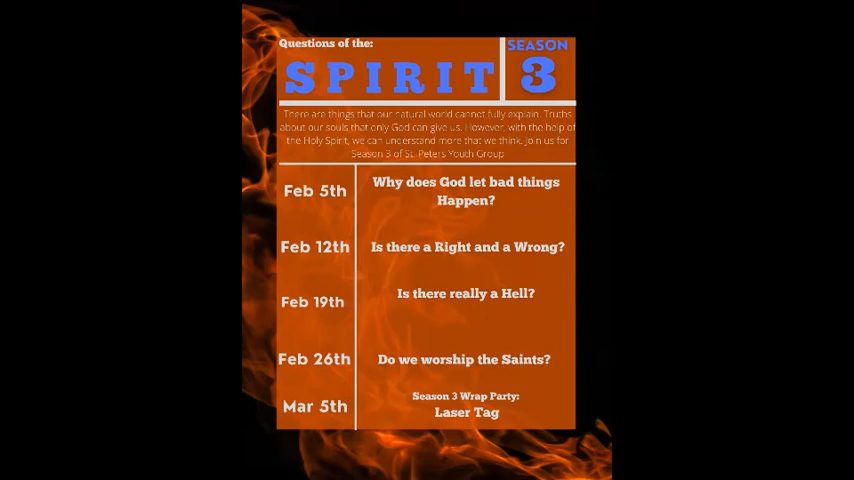 Questions of the:
SPIRIT
SEASON
3
There are things that our natural world cannot fully explain. Truths
about our souls that only God can give us. However, with the help of
the Holy Spirit, we can understand more that we think. Join us for
Season 3 of St. Peters Youth Group
Feb 5th
Why does God let bad things
Happen?
Feb 12th
Is there a Right and a Wrong?
Feb 19th
Is there really a Hell?
Feb 26th
Do we worship the Saints?
Mar 5th
Season 3 Wrap Party:
Laser Tag